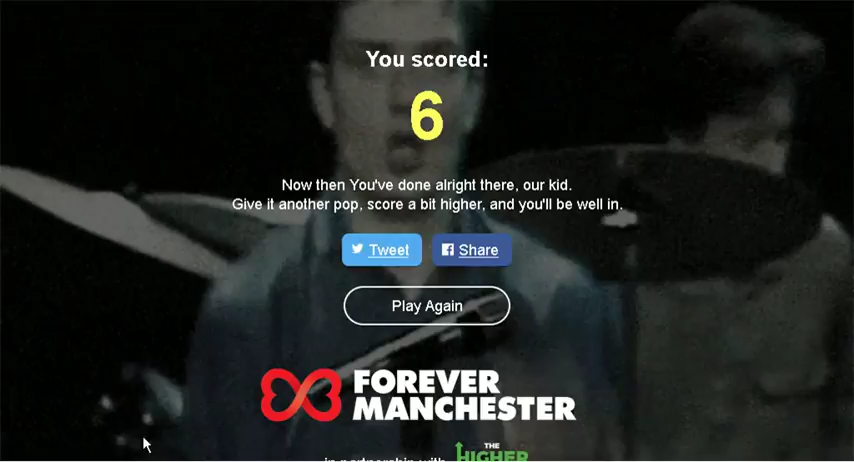 You scored:
6
Now then You've done alright there, our kid.
Give it another pop, score a bit higher, and you'll be well in.
Tweet Share
Play Again
FOREVER
MANCHESTER
in partnership with THE
HIGHER